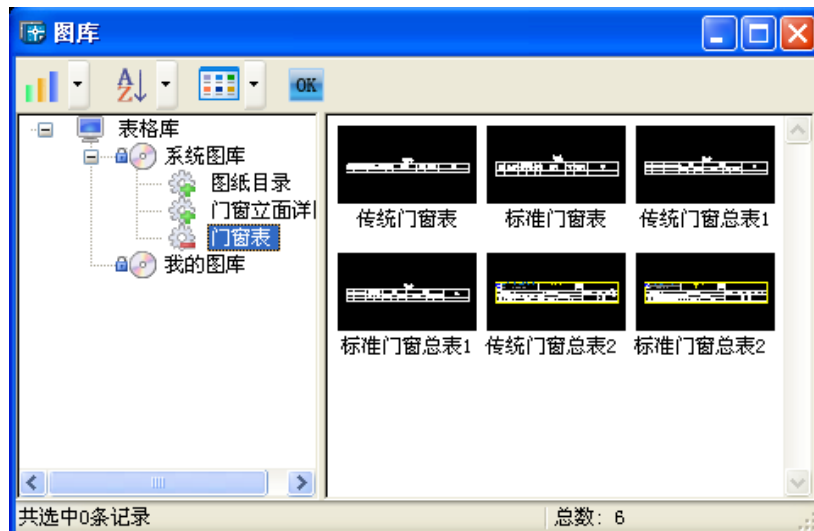 图库
A
Z
OK
表格库
系统图库
图纸目录
门窗立面详
门窗表
我的图库
传统门窗表 标准门窗表 传统门窗总表1
标准门窗总表1 传统门窗总表2 标准门窗总表2
共选中0条记录 总数: 6